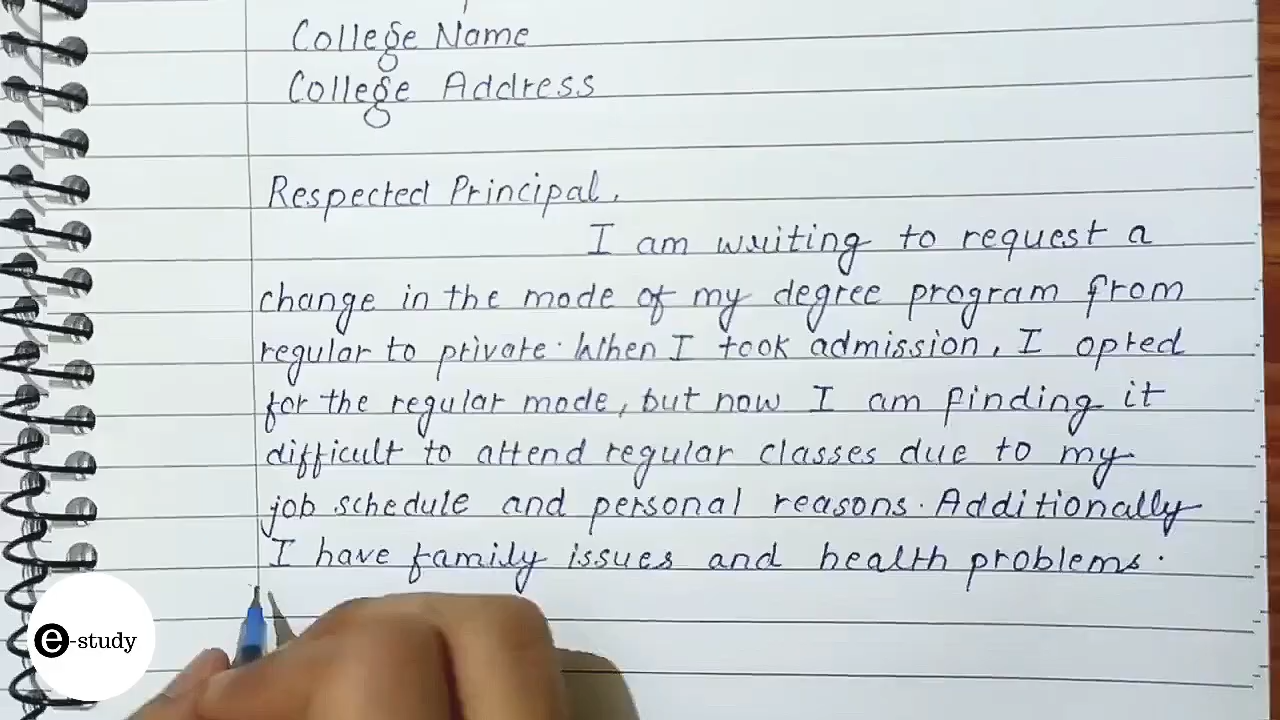 College Name
College Address
Respected Principal,
I am writing to request a
change in the mode of my degree program from
regular to private. When I took admission, I opted
for the regular mode, but now I am finding it
difficult to attend regular classes due to my
job schedule and personal reasons. Additionally
I have family issues and health problems.
e-study